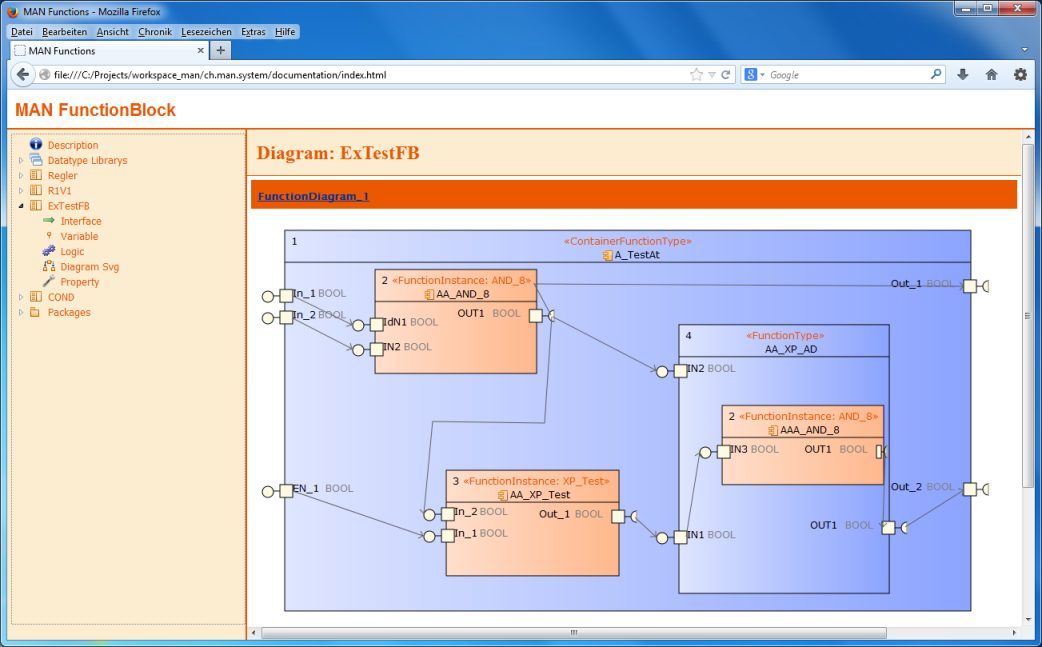 MAN Functions - Mozilla Firefox
Datei Bearbeiten Ansicht Chronik Lesezeichen Extras Hilfe
MAN Functions × +
file:///C:/Projects/workspace_man/ch.man.system/documentation/index.html
8 Google
MAN FunctionBlock
Description
Datatype Librarys
Regler
R1V1
ExTestFB
Interface
Variable
Logic
Diagram Svg
Property
COND
Packages
Diagram: ExTestFB
FunctionDiagram_1
1 «ContainerFunctionType»
A_TestAt
In_1 BOOL
In_2 BOOL
2 «FunctionInstance: AND_8»
AA_AND_8
OUT1 BOOL
IdN1 BOOL
IN2 BOOL
Out_1 BOOL
4 «FunctionType»
AA_XP_AD
IN2 BOOL
2 «FunctionInstance: AND_8»
AAA_AND_8
IN3 BOOL OUT1 BOOL
EN_1 BOOL
3 «FunctionInstance: XP_Test»
AA_XP_Test
In_2 BOOL Out_1 BOOL
In_1 BOOL
IN1 BOOL
OUT1 BOOL
Out_2 BOOL